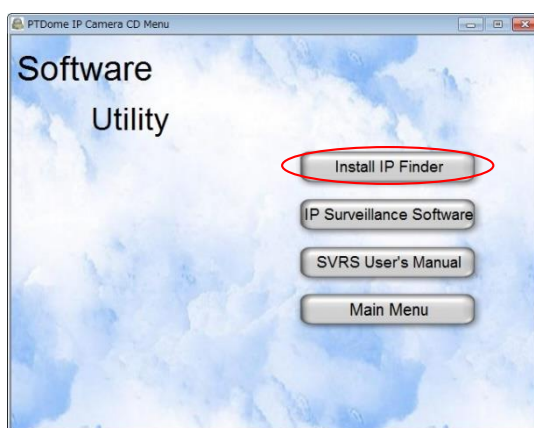 PTDome IP Camera CD Menu
Software
Utility
Install IP Finder
IP Surveillance Software
SVRS User's Manual
Main Menu